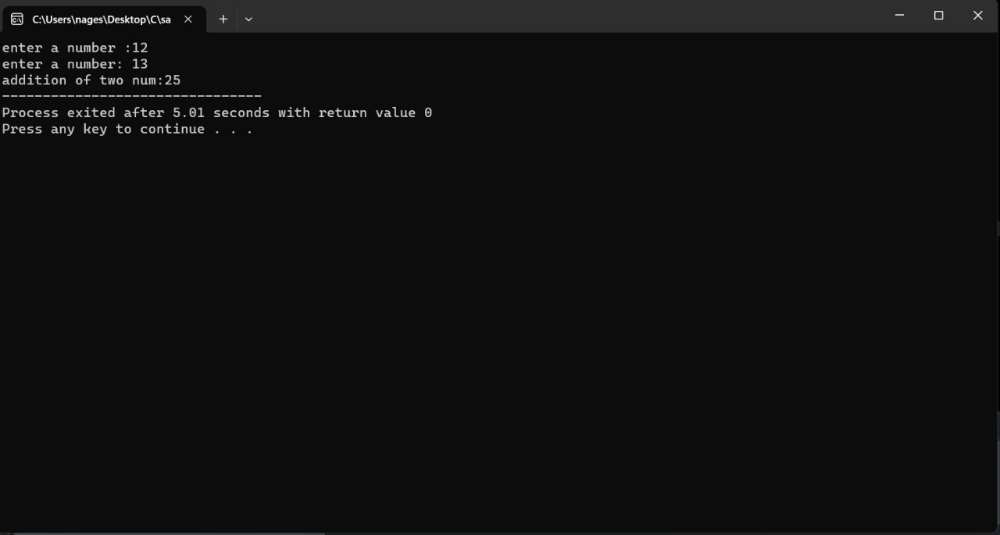 C:\Users\nages\Desktop\C\sa
enter a number :12
enter a number: 13
addition of two num:25
--------------------------------
Process exited after 5.01 seconds with return value 0
Press any key to continue . . .